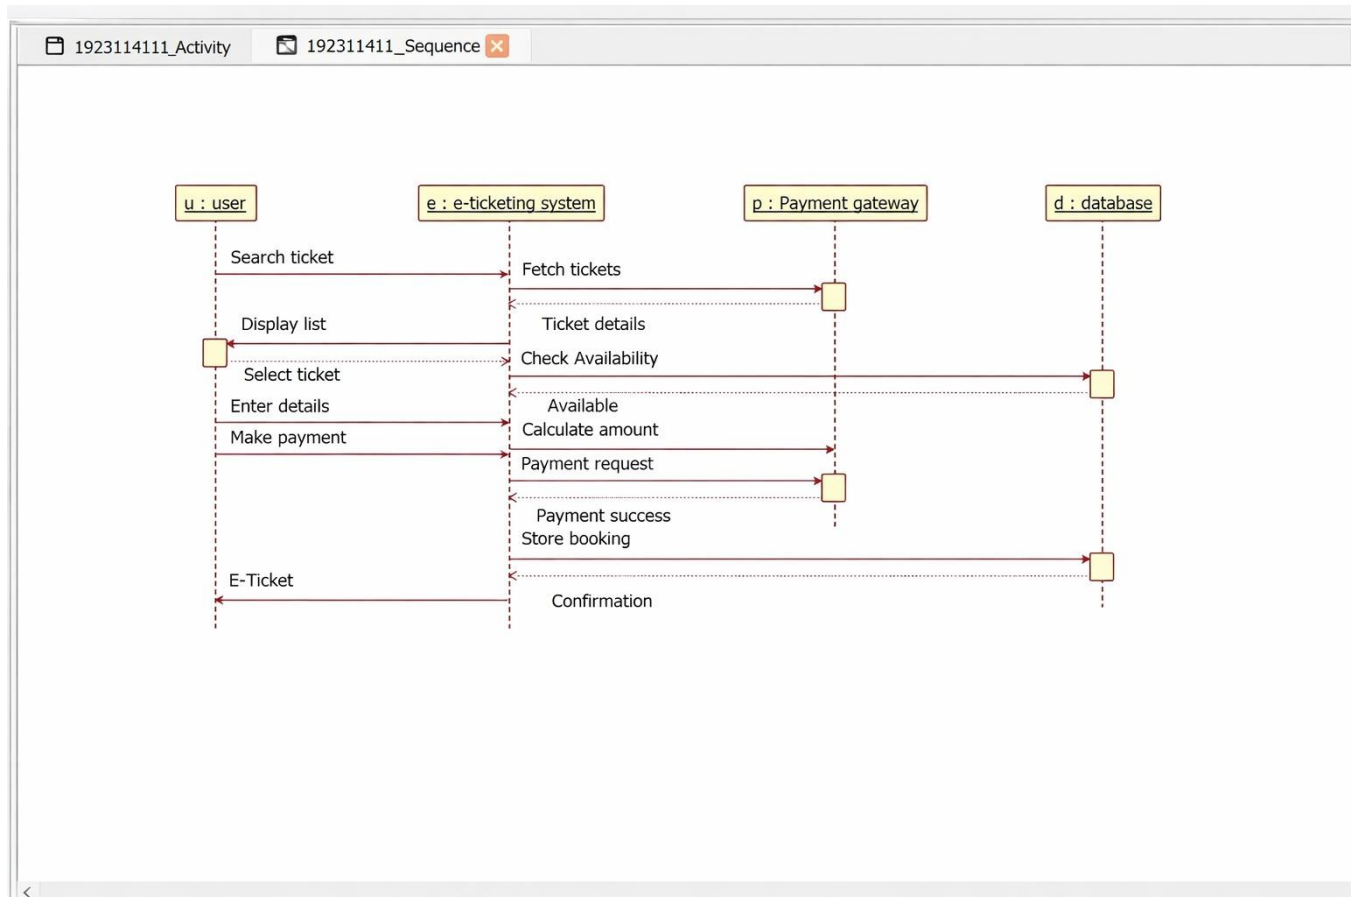 1923114111_Activity
192311411_Sequence
u : user
e : e-ticketing system
p : Payment gateway
d : database
Search ticket
Fetch tickets
Display list
Ticket details
Check Availability
Select ticket
Enter details
Available
Calculate amount
Make payment
Payment request
Payment success
Store booking
E-Ticket
Confirmation